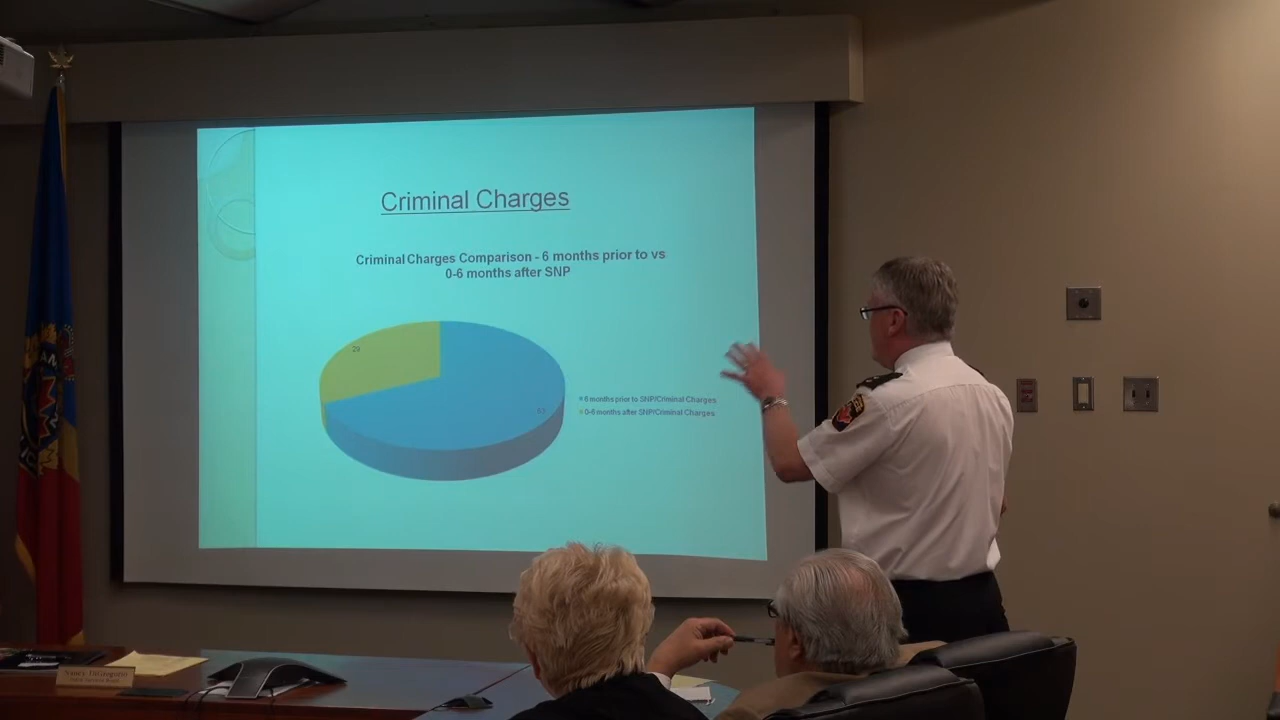 Criminal Charges
Criminal Charges Comparison - 6 months prior to vs
0-6 months after SNP
29
6 months prior to SNP/Criminal Charges
0-6 months after SNP/Criminal Charges